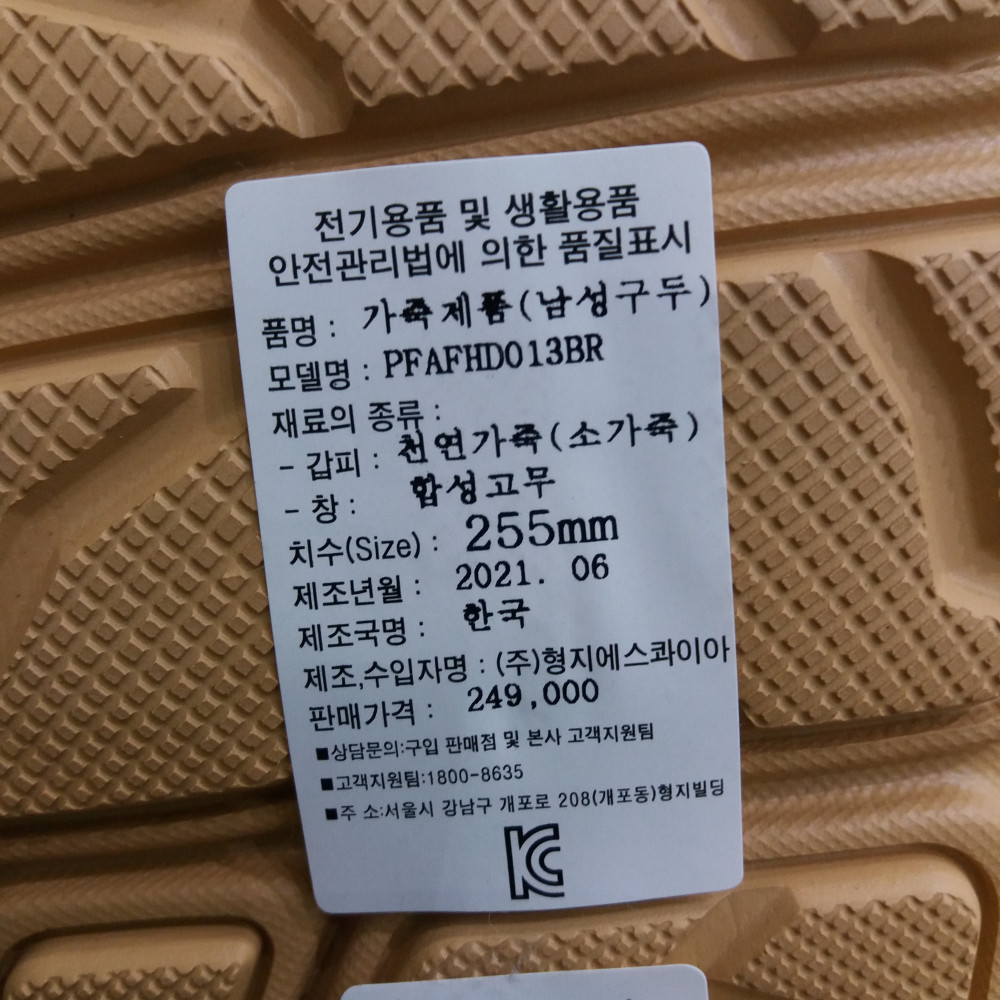 전기용품 및 생활용품
안전관리법에 의한 품질표시
품명 : 가죽제품(남성구두)
모델명 : PFAFHD013BR
재료의 종류 :
- 갑피 : 천연가죽(소가죽)
- 창 : 합성고무
치수(Size) : 255mm
제조년월 : 2021. 06
제조국명 : 한국
제조,수입자명 : (주)형지에스콰이아
판매가격 : 249,000
■상담문의:구입 판매점 및 본사 고객지원팀
■고객지원팀:1800-8635
■주 소:서울시 강남구 개포로 208(개포동)형지빌딩
KC